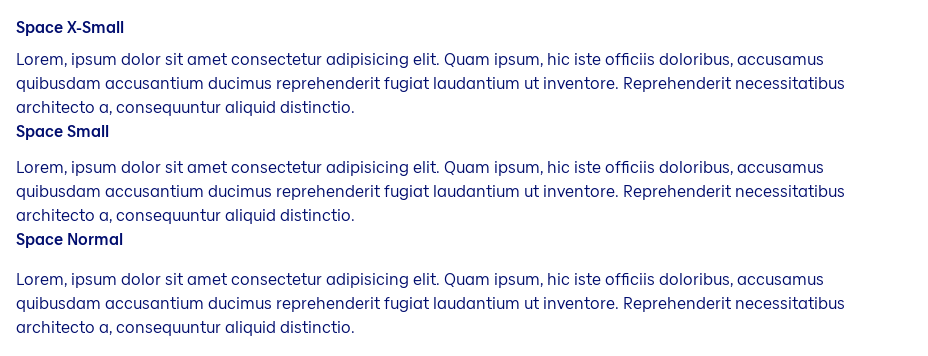 Space X-Small
Lorem, ipsum dolor sit amet consectetur adipisicing elit. Quam ipsum, hic iste officiis doloribus, accusamus
quibusdam accusantium ducimus reprehenderit fugiat laudantium ut inventore. Reprehenderit necessitatibus
architecto a, consequuntur aliquid distinctio.
Space Small
Lorem, ipsum dolor sit amet consectetur adipisicing elit. Quam ipsum, hic iste officiis doloribus, accusamus
quibusdam accusantium ducimus reprehenderit fugiat laudantium ut inventore. Reprehenderit necessitatibus
architecto a, consequuntur aliquid distinctio.
Space Normal
Lorem, ipsum dolor sit amet consectetur adipisicing elit. Quam ipsum, hic iste officiis doloribus, accusamus
quibusdam accusantium ducimus reprehenderit fugiat laudantium ut inventore. Reprehenderit necessitatibus
architecto a, consequuntur aliquid distinctio.